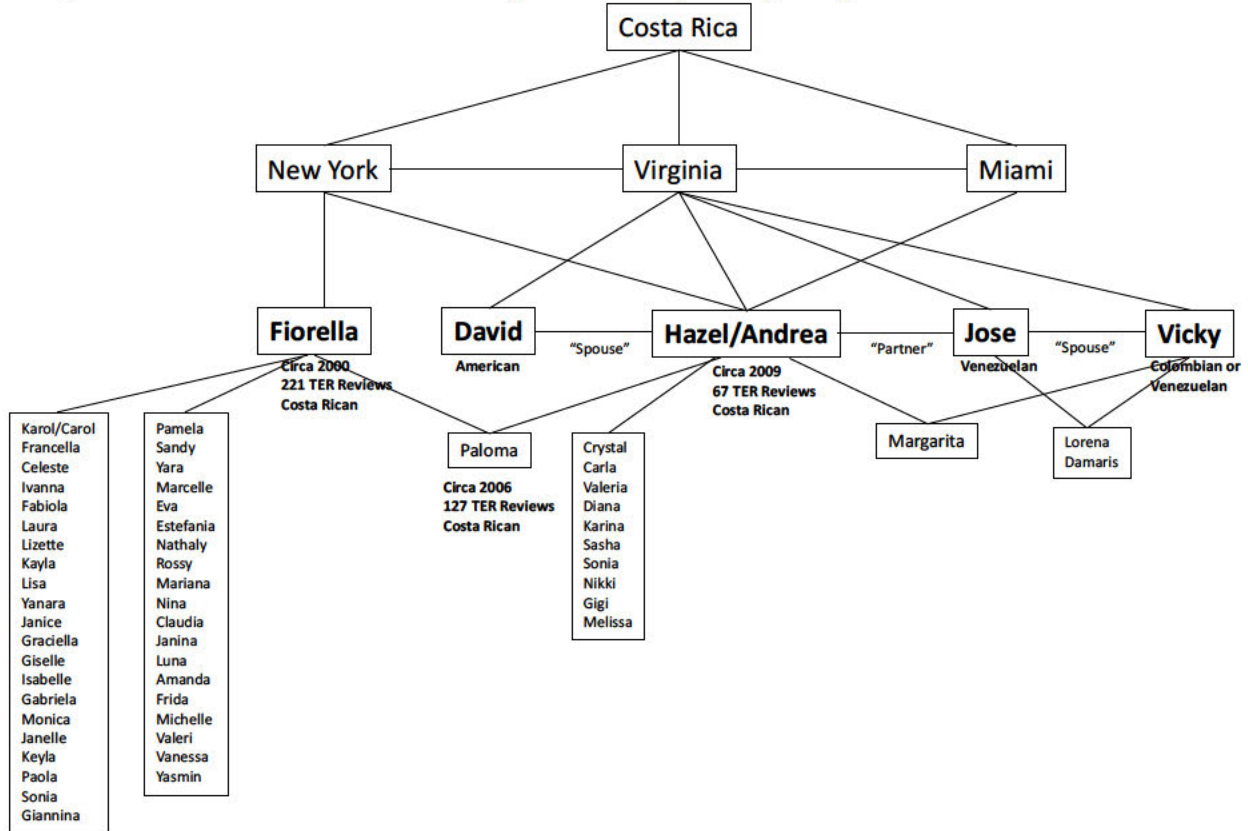 Costa Rica
New York
Virginia
Miami
Fiorella
Circa 2000
221 TER Reviews
Costa Rican
David
American
"Spouse"
Hazel/Andrea
Circa 2009
67 TER Reviews
Costa Rican
"Partner"
Jose
Venezuelan
"Spouse"
Vicky
Colombian or
Venezuelan
Karol/Carol
Francella
Celeste
Ivanna
Fabiola
Laura
Lizette
Kayla
Lisa
Yanara
Janice
Graciella
Giselle
Isabelle
Gabriela
Monica
Janelle
Keyla
Paola
Sonia
Giannina
Pamela
Sandy
Yara
Marcelle
Eva
Estefania
Nathaly
Rossy
Mariana
Nina
Claudia
Janina
Luna
Amanda
Frida
Michelle
Valeri
Vanessa
Yasmin
Paloma
Circa 2006
127 TER Reviews
Costa Rican
Crystal
Carla
Valeria
Diana
Karina
Sasha
Sonia
Nikki
Gigi
Melissa
Margarita
Lorena
Damaris